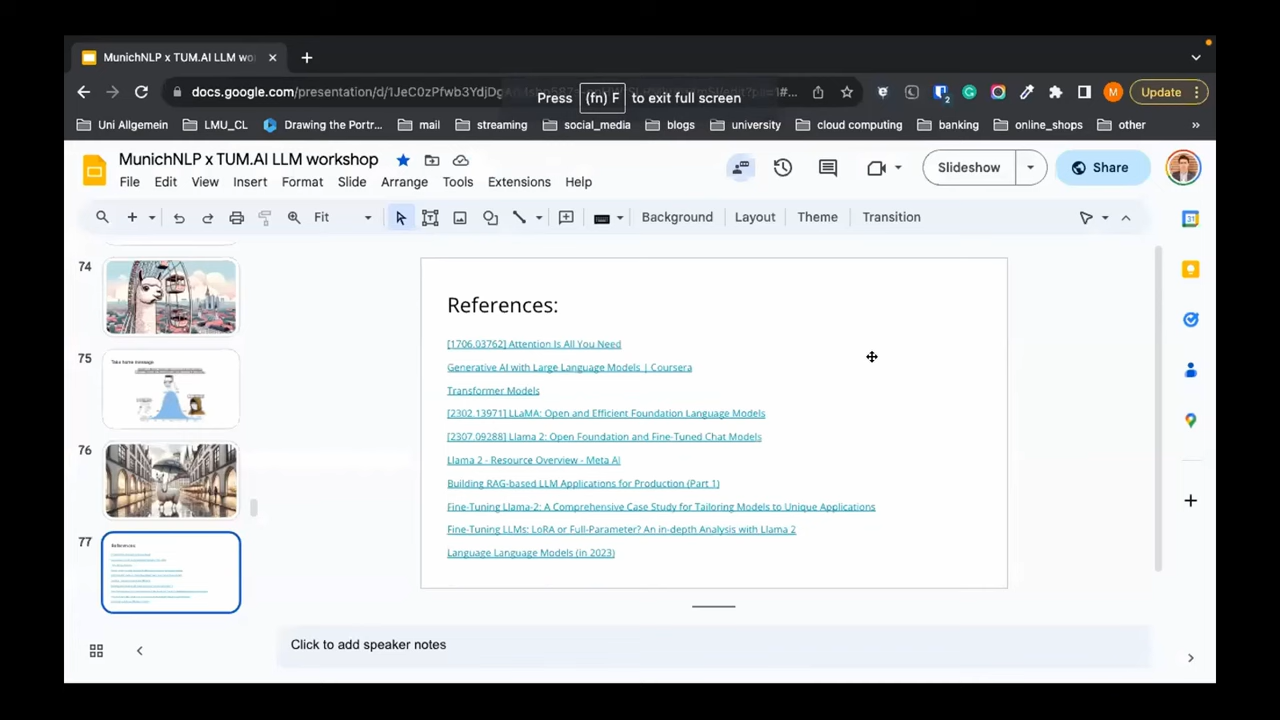 MunichNLP x TUM.AI LLM wo
docs.google.com/presentation/d/1JeC0zPfwb3YdjDg
Press (fn) F to exit full screen
Update
M
Uni Allgemein LMU_CL Drawing the Portr... mail streaming social_media blogs university cloud computing banking online_shops other
MunichNLP x TUM.AI LLM workshop
Slideshow Share
File Edit View Insert Format Slide Arrange Tools Extensions Help
Fit Background Layout Theme Transition
31
74
75
Take home message
76
77
References:
References:
[1706.03762] Attention Is All You Need
Generative AI with Large Language Models | Coursera
Transformer Models
[2302.13971] LLaMA: Open and Efficient Foundation Language Models
[2307.09288] Llama 2: Open Foundation and Fine-Tuned Chat Models
Llama 2 - Resource Overview - Meta AI
Building RAG-based LLM Applications for Production (Part 1)
Fine-Tuning Llama-2: A Comprehensive Case Study for Tailoring Models to Unique Applications
Fine-Tuning LLMs: LoRA or Full-Parameter? An in-depth Analysis with Llama 2
Language Language Models (in 2023)
Click to add speaker notes